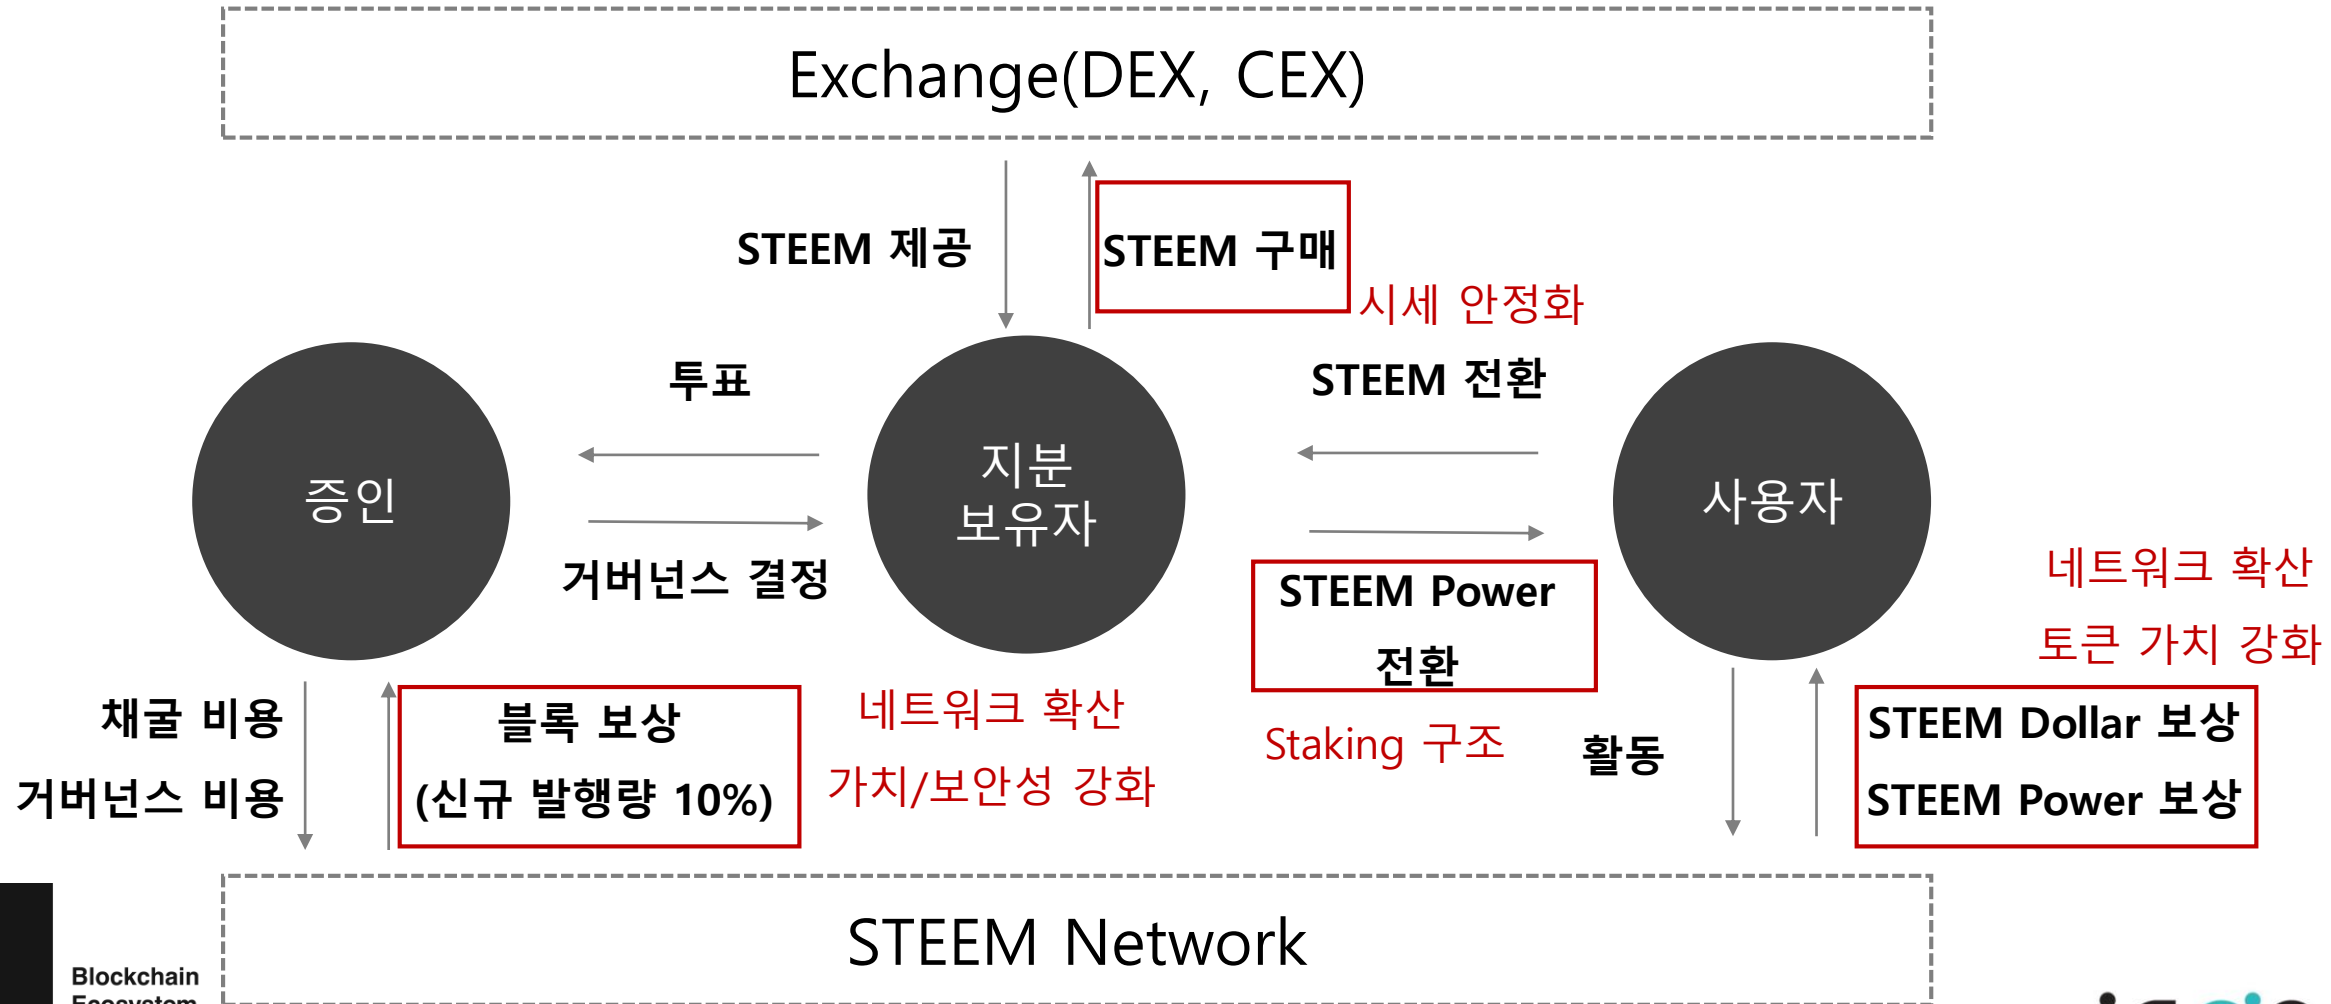 Exchange(DEX, CEX)
STEEM 제공
STEEM 구매
시세 안정화
투표
STEEM 전환
증인
지분
보유자
사용자
거버넌스 결정
STEEM Power
전환
Staking 구조
네트워크 확산
토큰 가치 강화
채굴 비용
거버넌스 비용
블록 보상
(신규 발행량 10%)
네트워크 확산
가치/보안성 강화
활동
STEEM Dollar 보상
STEEM Power 보상
STEEM Network
Blockchain
Ecosystem